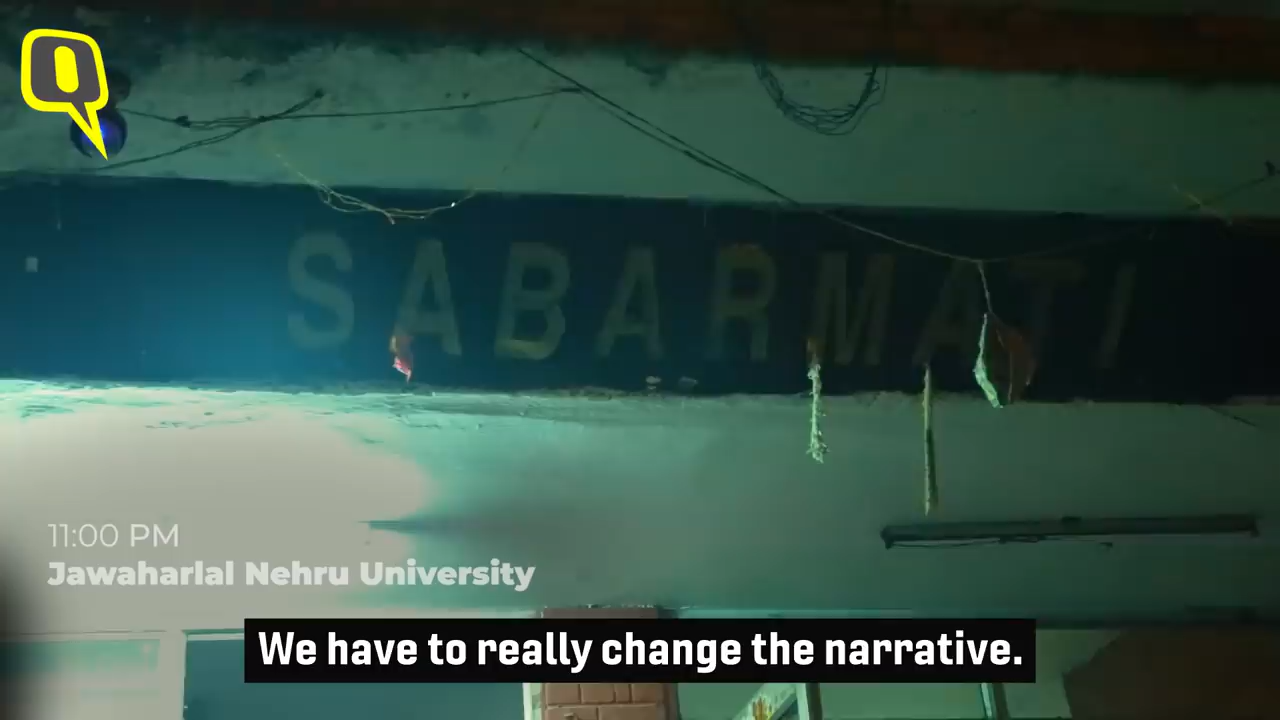 Q
SABARMATI
11:00 PM
Jawaharlal Nehru University
We have to really change the narrative.